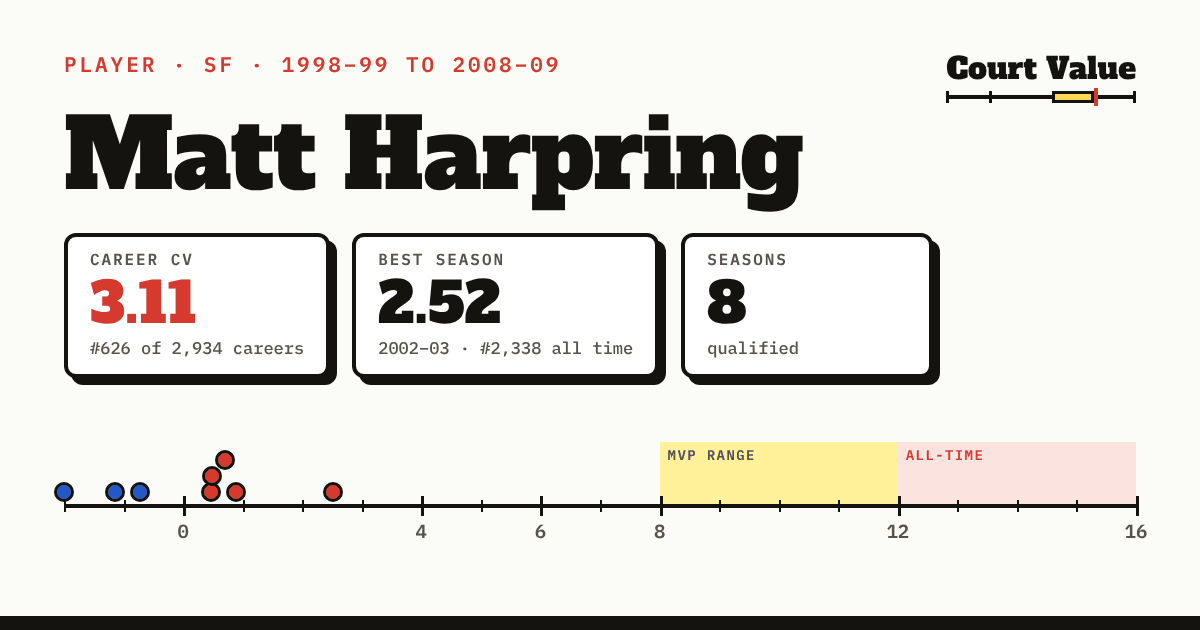 PLAYER · SF · 1998–99 TO 2008–09
Court Value
Matt Harpring
CAREER CV
3.11
#626 of 2,934 careers
BEST SEASON
2.52
2002–03 · #2,338 all time
SEASONS
8
qualified
MVP RANGE
ALL-TIME
0 4 6 8 12 16